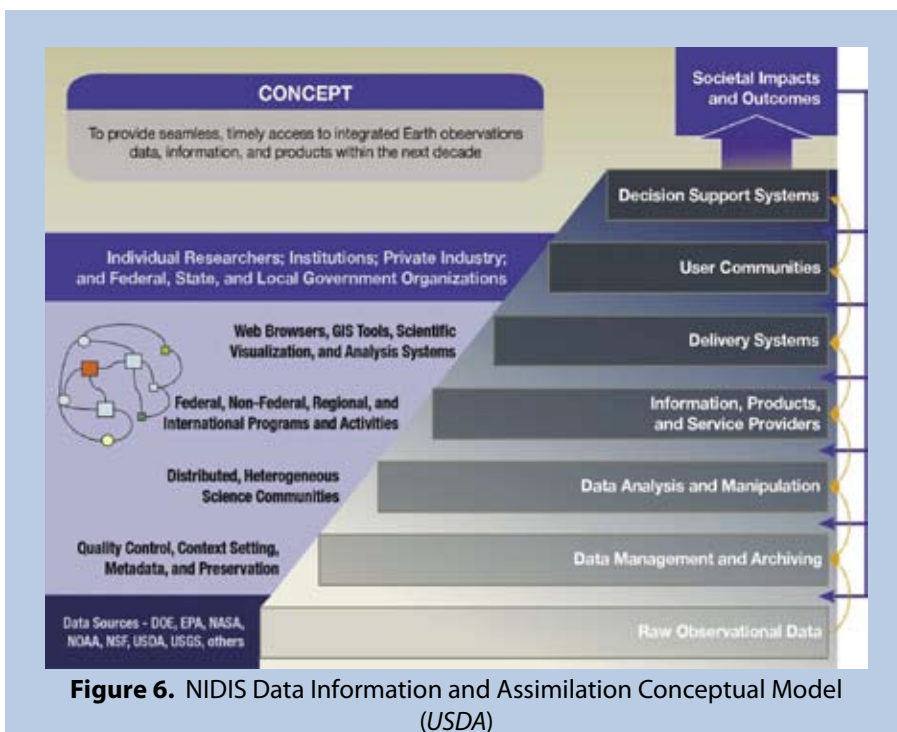 Societal Impacts
and Outcomes
CONCEPT
To provide seamless, timely access to integrated Earth observations
data, information, and products within the next decade
Decision Support Systems
Individual Researchers; Institutions; Private Industry;
and Federal, State, and Local Government Organizations
User Communities
Web Browsers, GIS Tools, Scientific
Visualization, and Analysis Systems
Delivery Systems
Federal, Non-Federal, Regional, and
International Programs and Activities
Information, Products,
and Service Providers
Distributed, Heterogeneous
Science Communities
Data Analysis and Manipulation
Quality Control, Context Setting,
Metadata, and Preservation
Data Management and Archiving
Data Sources - DOE, EPA, NASA,
NOAA, NSF, USDA, USGS, others
Raw Observational Data
Figure 6. NIDIS Data Information and Assimilation Conceptual Model
(USDA)